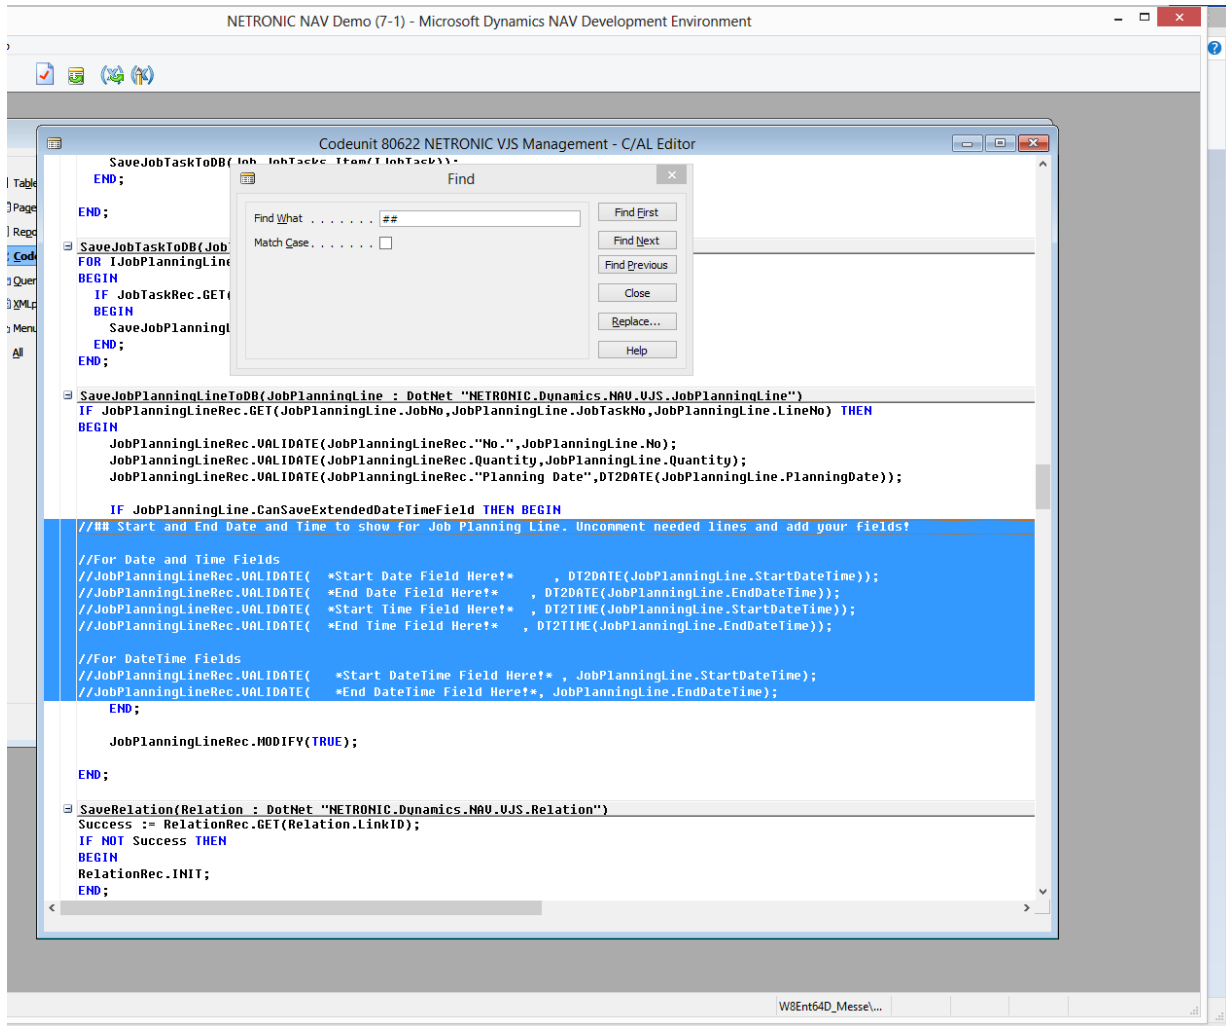 NETRONIC NAV Demo (7-1) - Microsoft Dynamics NAV Development Environment
Codeunit 80622 NETRONIC VJS Management - C/AL Editor
SaveJobTaskToDB(Job.JobTasks.Item(IJobTask));
END;
END;
Find
Find What . . . . . . . ##
Match Case . . . . . . .
Find First
Find Next
Find Previous
Close
Replace...
Help
Table
Page
Repo
Code
Quer
XMLp
Menu
All
SaveJobTaskToDB(Job
FOR IJobPlanningLine
BEGIN
IF JobTaskRec.GET(
BEGIN
SaveJobPlanningL
END;
END;
SaveJobPlanningLineToDB(JobPlanningLine : DotNet "NETRONIC.Dynamics.NAV.VJS.JobPlanningLine")
IF JobPlanningLineRec.GET(JobPlanningLine.JobNo,JobPlanningLine.JobTaskNo,JobPlanningLine.LineNo) THEN
BEGIN
JobPlanningLineRec.VALIDATE(JobPlanningLineRec."No.",JobPlanningLine.No);
JobPlanningLineRec.VALIDATE(JobPlanningLineRec.Quantity,JobPlanningLine.Quantity);
JobPlanningLineRec.VALIDATE(JobPlanningLineRec."Planning Date",DT2DATE(JobPlanningLine.PlanningDate));
IF JobPlanningLine.CanSaveExtendedDateTimeField THEN BEGIN
//## Start and End Date and Time to show for Job Planning Line. Uncomment needed lines and add your fields!
//For Date and Time Fields
//JobPlanningLineRec.VALIDATE(  *Start Date Field Here!*     , DT2DATE(JobPlanningLine.StartDateTime));
//JobPlanningLineRec.VALIDATE(  *End Date Field Here!*    , DT2DATE(JobPlanningLine.EndDateTime));
//JobPlanningLineRec.VALIDATE(  *Start Time Field Here!*  , DT2TIME(JobPlanningLine.StartDateTime));
//JobPlanningLineRec.VALIDATE(  *End Time Field Here!*   , DT2TIME(JobPlanningLine.EndDateTime));
//For DateTime Fields
//JobPlanningLineRec.VALIDATE(   *Start DateTime Field Here!* , JobPlanningLine.StartDateTime);
//JobPlanningLineRec.VALIDATE(   *End DateTime Field Here!*, JobPlanningLine.EndDateTime);
END;
JobPlanningLineRec.MODIFY(TRUE);
END;
SaveRelation(Relation : DotNet "NETRONIC.Dynamics.NAV.VJS.Relation")
Success := RelationRec.GET(Relation.LinkID);
IF NOT Success THEN
BEGIN
RelationRec.INIT;
END;
W8Ent64D_Messe\...